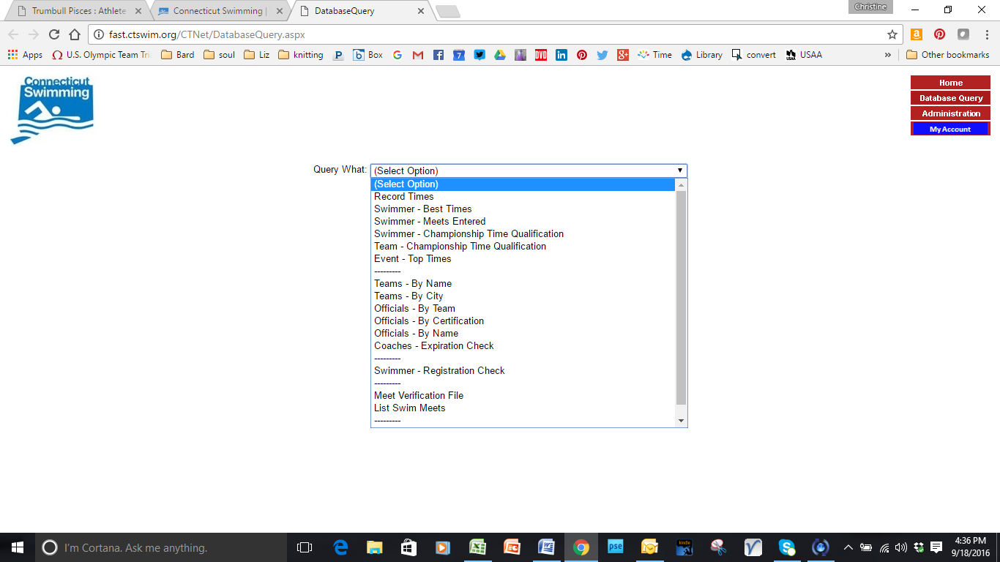 Christine
Trumbull Pisces : Athlete
Connecticut Swimming |
DatabaseQuery
fast.ctswim.org/CTNet/DatabaseQuery.aspx
Apps U.S. Olympic Team Tri Bard soul Liz knitting P Box G 7 DVD in g+ Time Library convert USAA » Other bookmarks
Connecticut
Swimming
Home
Database Query
Administration
My Account
Query What: (Select Option)
(Select Option)
Record Times
Swimmer - Best Times
Swimmer - Meets Entered
Swimmer - Championship Time Qualification
Team - Championship Time Qualification
Event - Top Times
---------
Teams - By Name
Teams - By City
Officials - By Team
Officials - By Certification
Officials - By Name
Coaches - Expiration Check
---------
Swimmer - Registration Check
---------
Meet Verification File
List Swim Meets
---------
I'm Cortana. Ask me anything.
pse
kindle
4:36 PM
9/18/2016